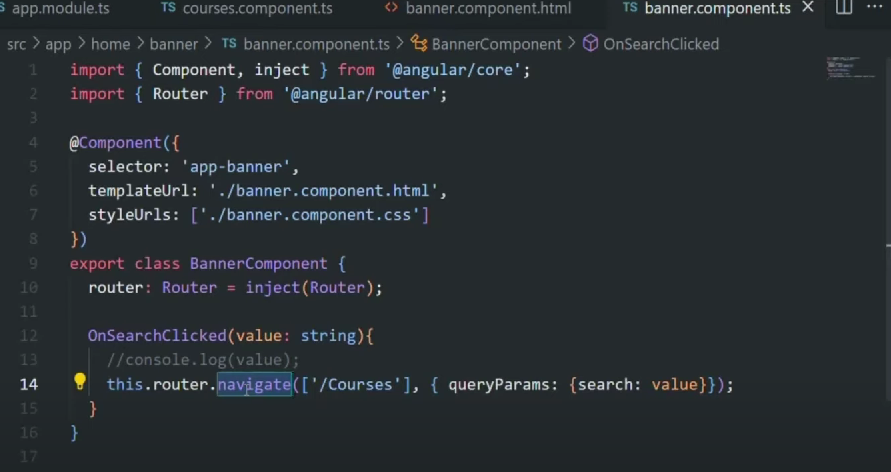 S app.module.ts TS courses.component.ts <> banner.component.html TS banner.component.ts ×
src > app > home > banner > TS banner.component.ts > BannerComponent > OnSearchClicked
1 import { Component, inject } from '@angular/core';
2 import { Router } from '@angular/router';
3
4 @Component({
5 selector: 'app-banner',
6 templateUrl: './banner.component.html',
7 styleUrls: ['./banner.component.css']
8 })
9 export class BannerComponent {
10 router: Router = inject(Router);
11
12 OnSearchClicked(value: string){
13 //console.log(value);
14 this.router.navigate(['/Courses'], { queryParams: {search: value}});
15 }
16 }
17